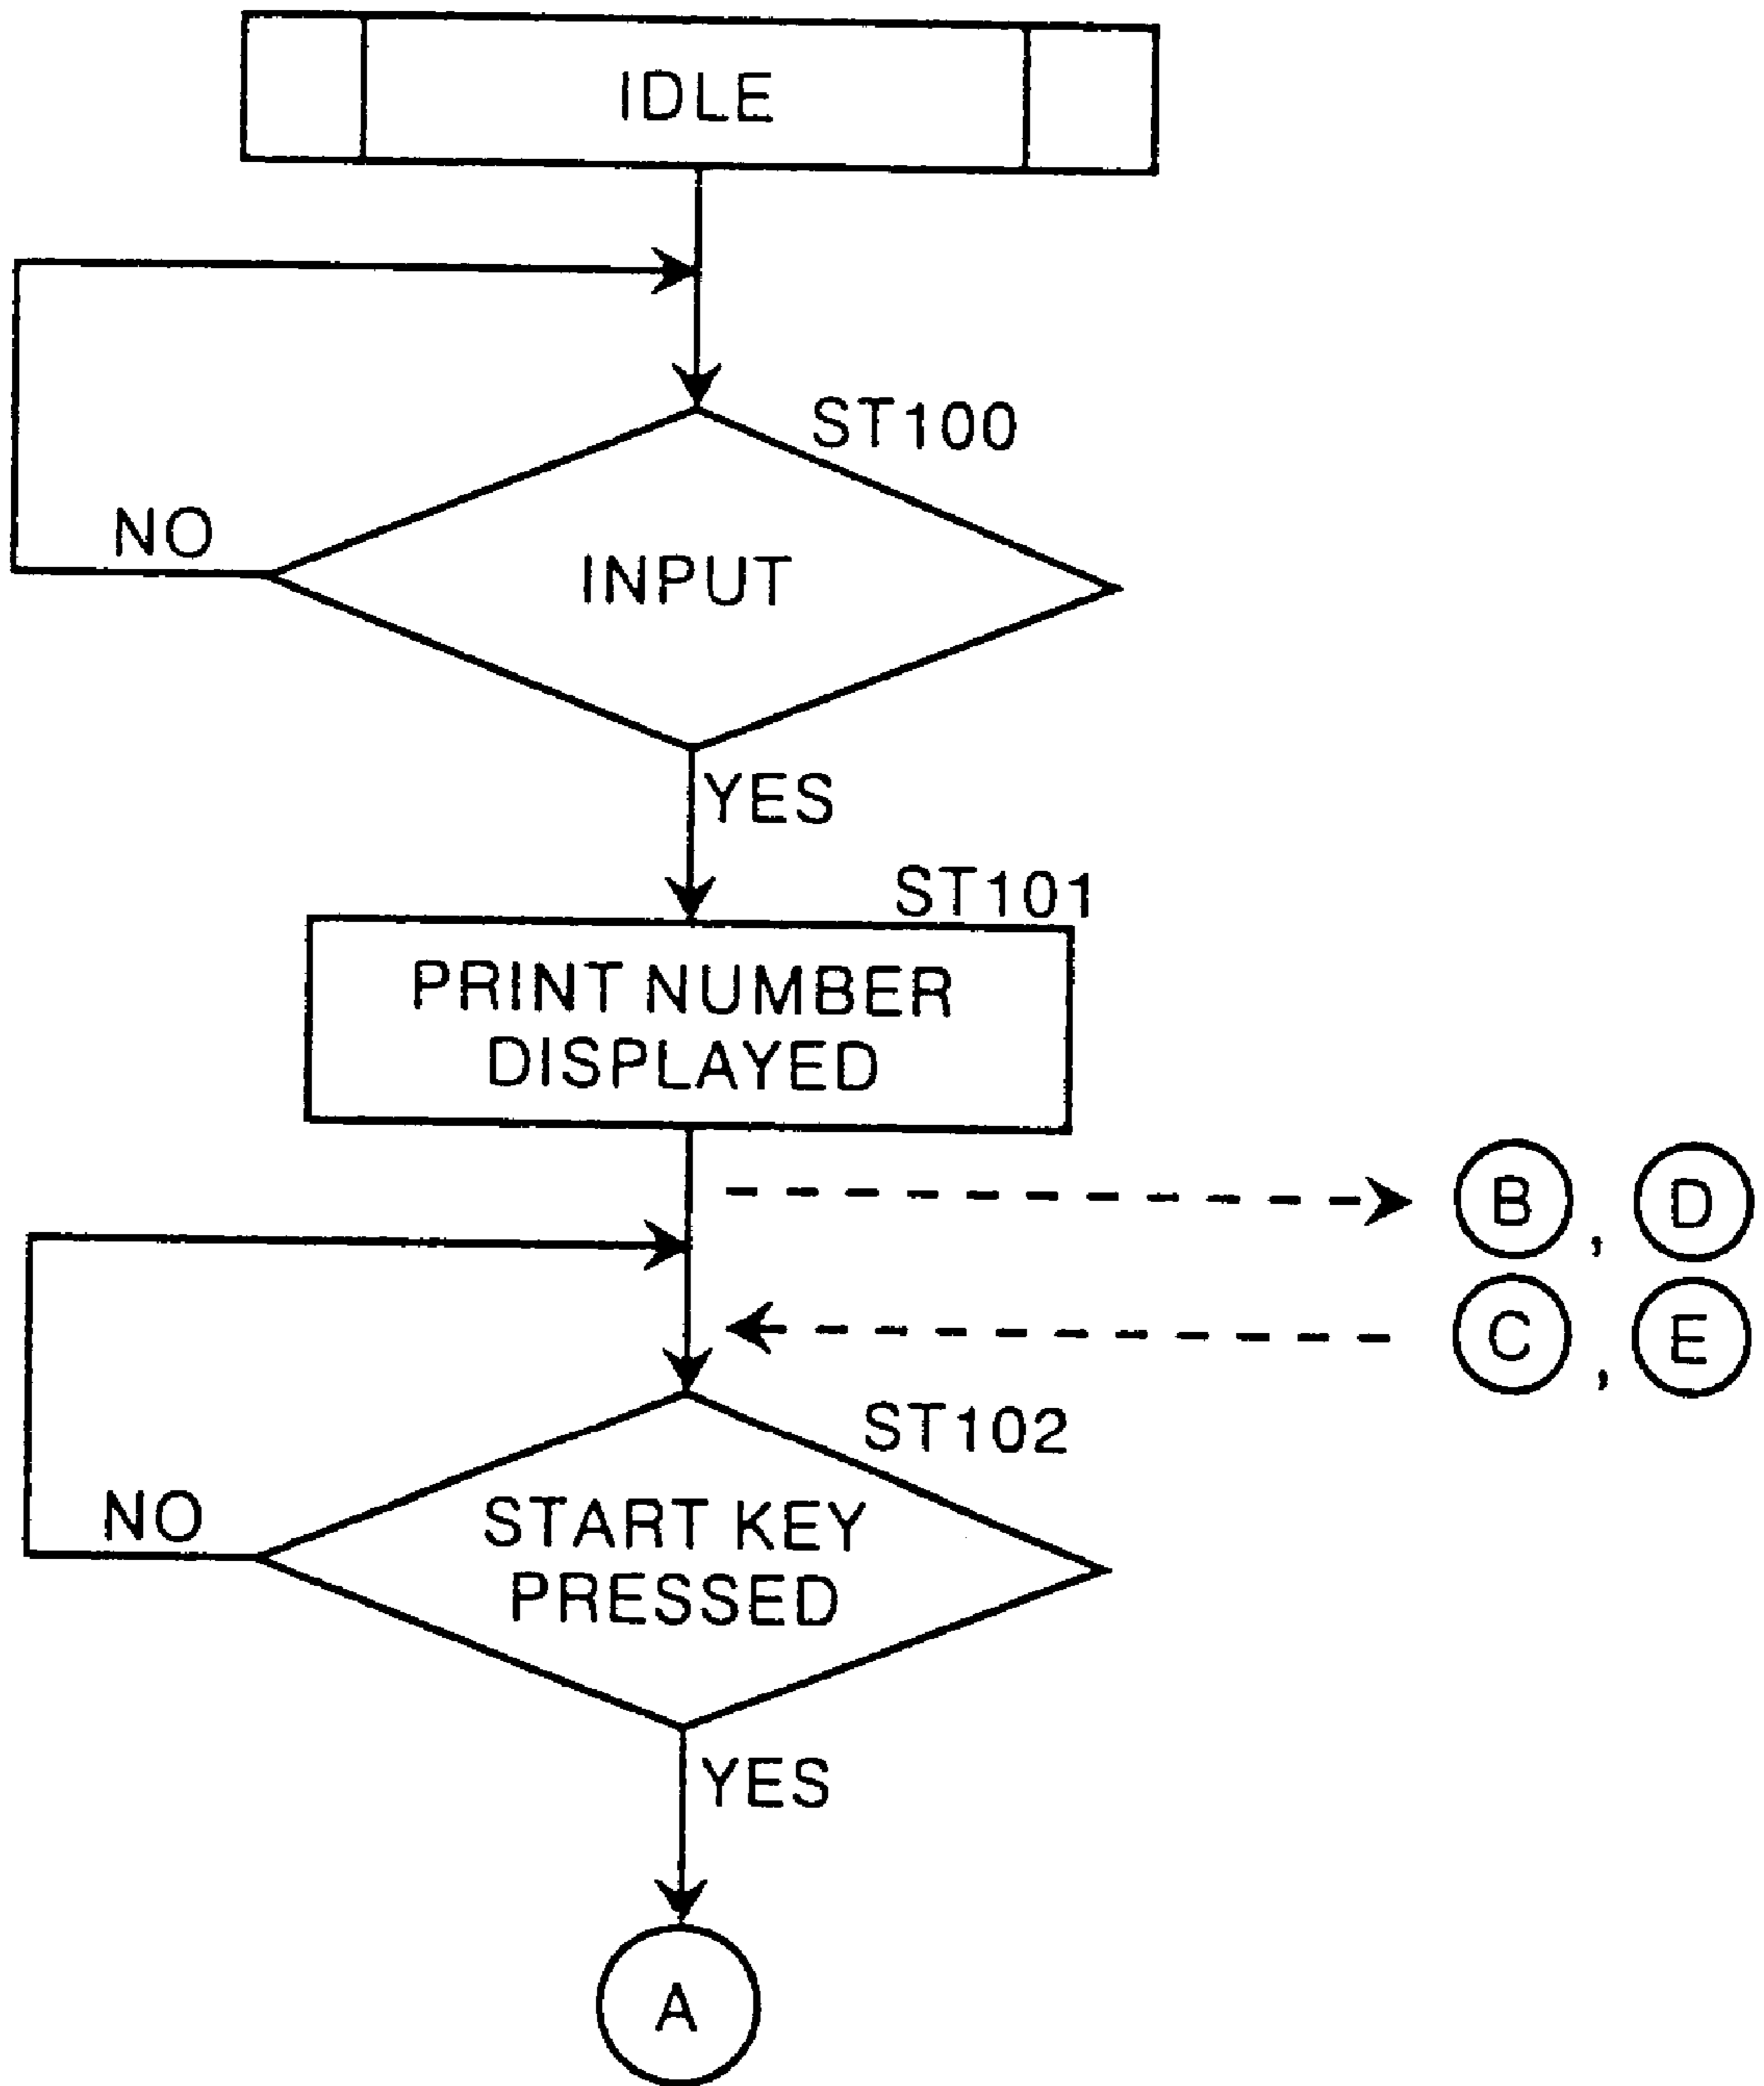 IDLE
ST100
NO
INPUT
YES
ST101
PRINT NUMBER
DISPLAYED
B , D
C , E
ST102
NO
START KEY
PRESSED
YES
A